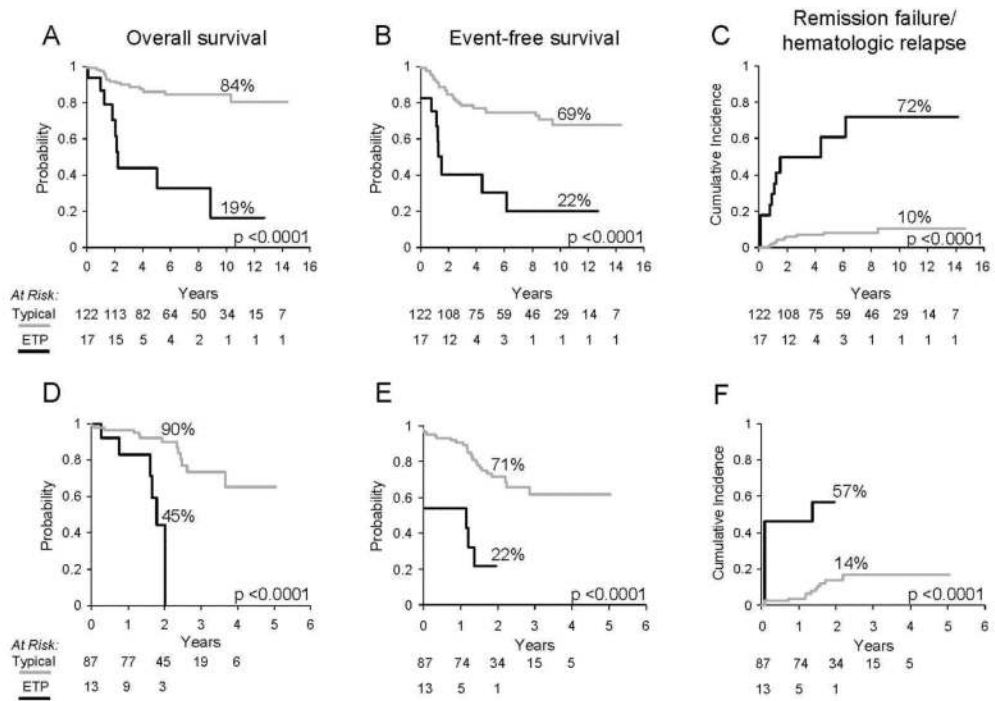 A Overall survival
1
0.8
0.6
0.4
0.2
0
Probability
84%
19%
p <0.0001
0 2 4 6 8 10 12 14 16
Years
At Risk:
Typical 122 113 82 64 50 34 15 7
ETP 17 15 5 4 2 1 1 1
B Event-free survival
1
0.8
0.6
0.4
0.2
0
Probability
69%
22%
p <0.0001
0 2 4 6 8 10 12 14 16
Years
122 108 75 59 46 29 14 7
17 12 4 3 1 1 1 1
C Remission failure/
hematologic relapse
1
0.8
0.6
0.4
0.2
0
Cumulative Incidence
72%
10%
p <0.0001
0 2 4 6 8 10 12 14 16
Years
122 108 75 59 46 29 14 7
17 12 4 3 1 1 1 1
D
1
0.8
0.6
0.4
0.2
0
Probability
90%
45%
p <0.0001
0 1 2 3 4 5 6
Years
At Risk:
Typical 87 77 45 19 6
ETP 13 9 3
E
1
0.8
0.6
0.4
0.2
0
Probability
71%
22%
p <0.0001
0 1 2 3 4 5 6
Years
87 74 34 15 5
13 5 1
F
1
0.8
0.6
0.4
0.2
0
Cumulative Incidence
57%
14%
p <0.0001
0 1 2 3 4 5 6
Years
87 74 34 15 5
13 5 1